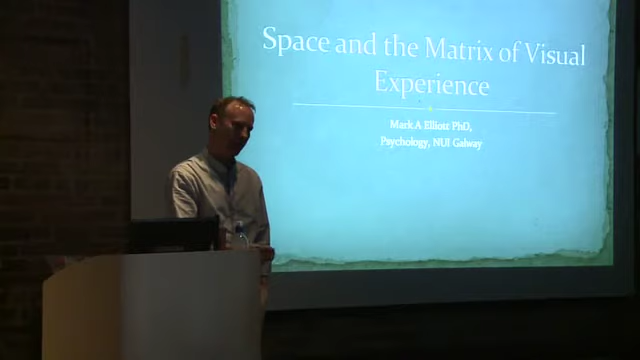 Space and the Matrix of Visual
Experience
Mark A Elliott PhD,
Psychology, NUI Galway